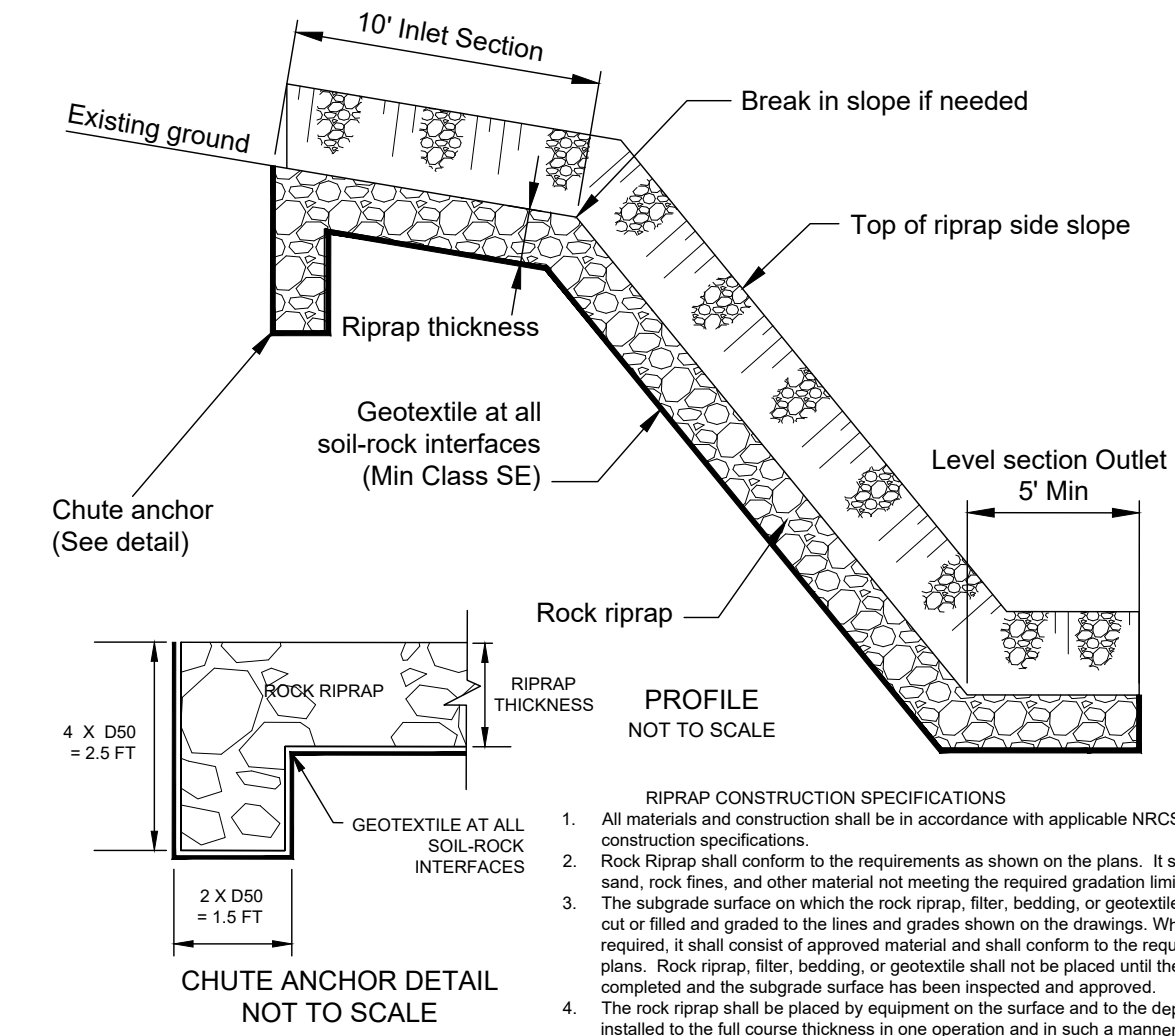 10' Inlet Section
Existing ground
Break in slope if needed
Top of riprap side slope
Riprap thickness
Geotextile at all
soil-rock interfaces
(Min Class SE)
Level section Outlet
5' Min
Chute anchor
(See detail)
Rock riprap
ROCK RIPRAP
RIPRAP
THICKNESS
4 X D50
= 2.5 FT
PROFILE
NOT TO SCALE
GEOTEXTILE AT ALL
SOIL-ROCK
INTERFACES
2 X D50
= 1.5 FT
CHUTE ANCHOR DETAIL
NOT TO SCALE
RIPRAP CONSTRUCTION SPECIFICATIONS
1. All materials and construction shall be in accordance with applicable NRCS
construction specifications.
2. Rock Riprap shall conform to the requirements as shown on the plans. It
sand, rock fines, and other material not meeting the required gradation
3. The subgrade surface on which the rock riprap, filter, bedding, or geotextile
cut or filled and graded to the lines and grades shown on the drawings.
required, it shall consist of approved material and shall conform to the
plans. Rock riprap, filter, bedding, or geotextile shall not be placed until the
completed and the subgrade surface has been inspected and approved.
4. The rock riprap shall be placed by equipment on the surface and to the
installed to the full course thickness in one operation and in such a manner